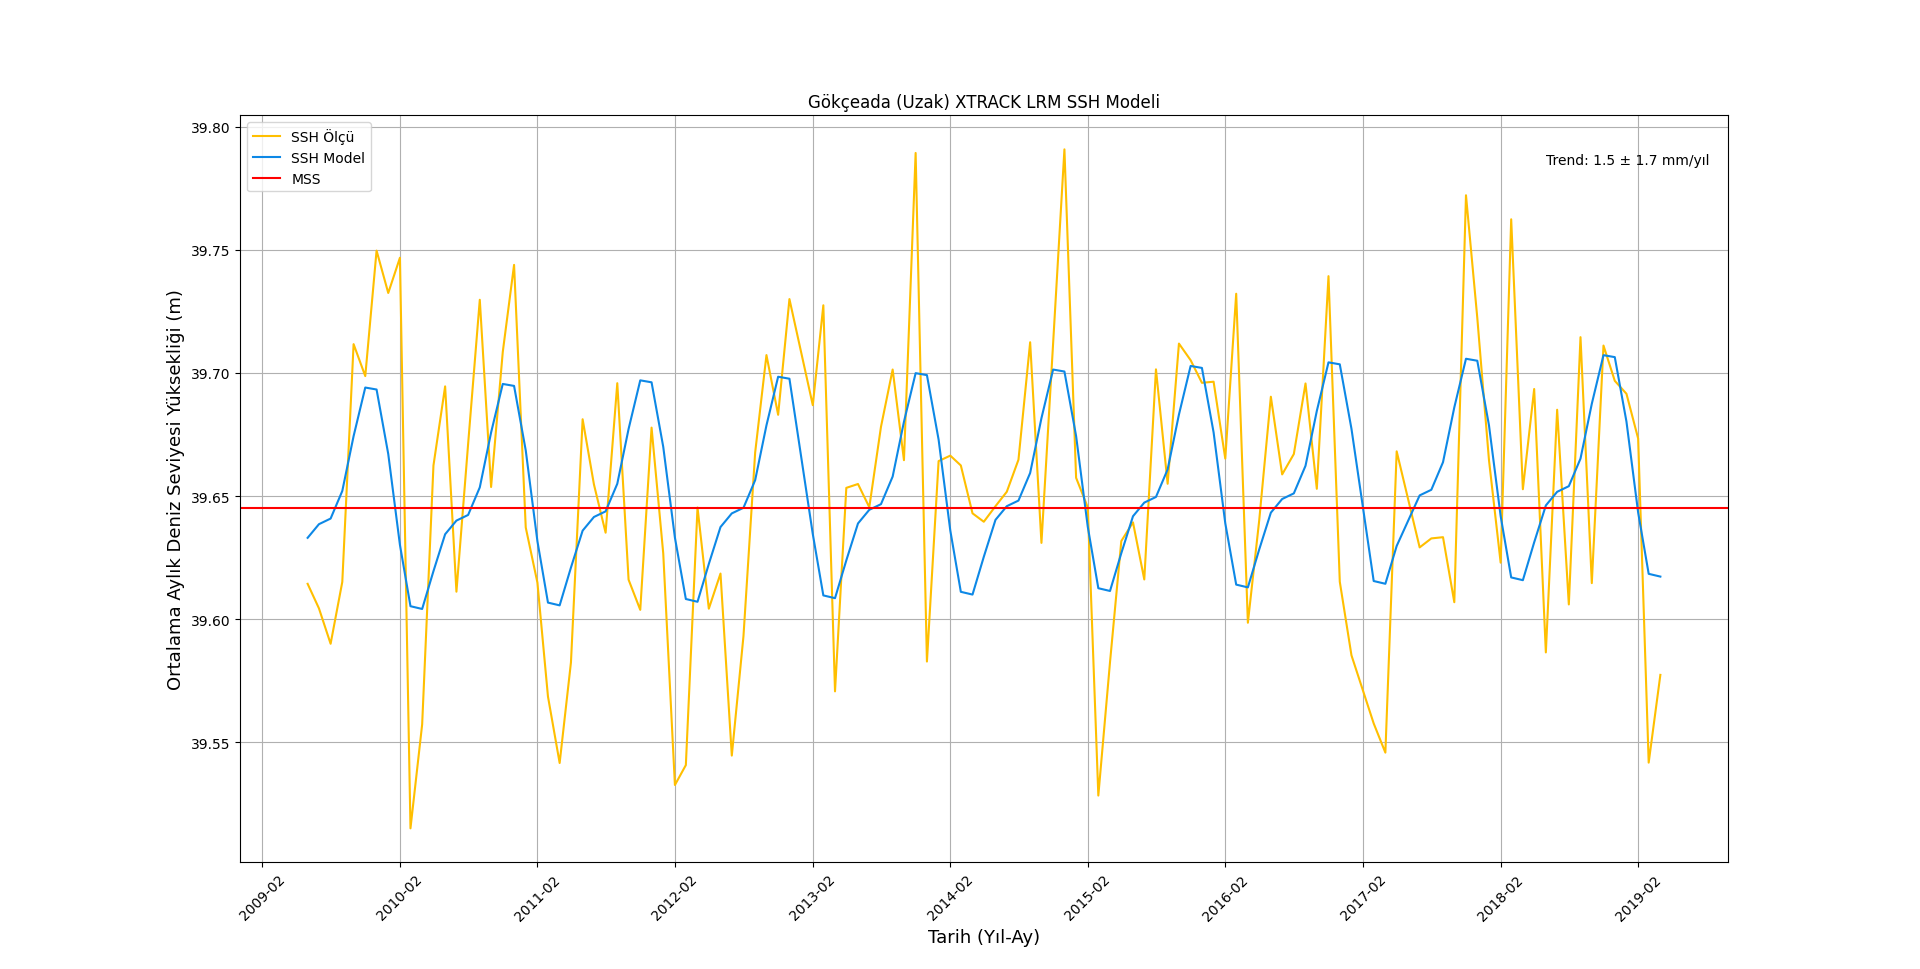 Gökçeada (Uzak) XTRACK LRM SSH Modeli
SSH Ölçü
SSH Model
MSS
Trend: 1.5 ± 1.7 mm/yıl
Ortalama Aylık Deniz Seviyesi Yüksekliği (m)
39.80
39.75
39.70
39.65
39.60
39.55
2009-02
2010-02
2011-02
2012-02
2013-02
2014-02
2015-02
2016-02
2017-02
2018-02
2019-02
Tarih (Yıl-Ay)